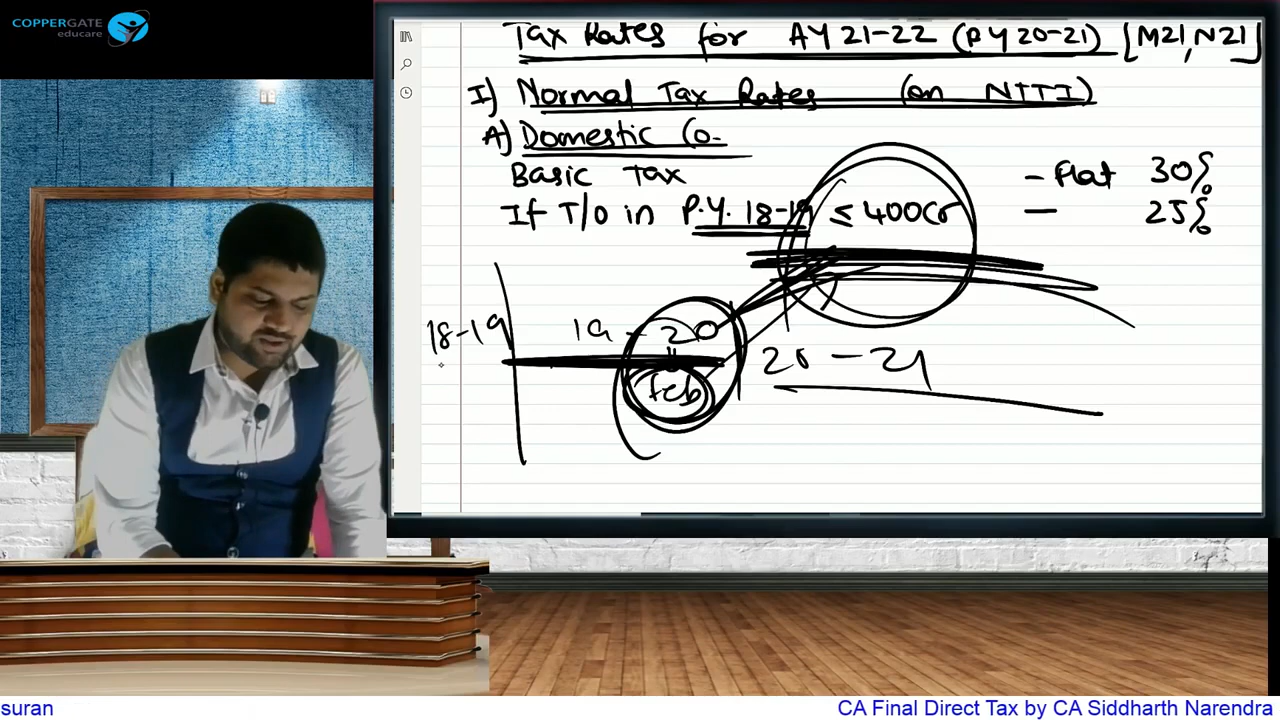 COPPERGATE
educare
Tax Rates for AY 21-22 (PY 20-21) [M21, N21]
I) Normal Tax Rates (on NTTI)
A) Domestic Co-
Basic Tax - Flat 30%
If T/O in P.Y. 18-19 ≤ 400Cr - 25%
18-19 19-20 20-21
Feb
suran CA Final Direct Tax by CA Siddharth Narendra